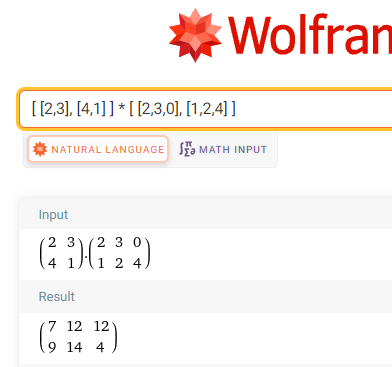 Wolfran
[ [2,3], [4,1] ] * [ [2,3,0], [1,2,4] ]
NATURAL LANGUAGE ∫Σ∂π MATH INPUT
Input
(2 3
4 1).(2 3 0
1 2 4)
Result
(7 12 12
9 14 4)